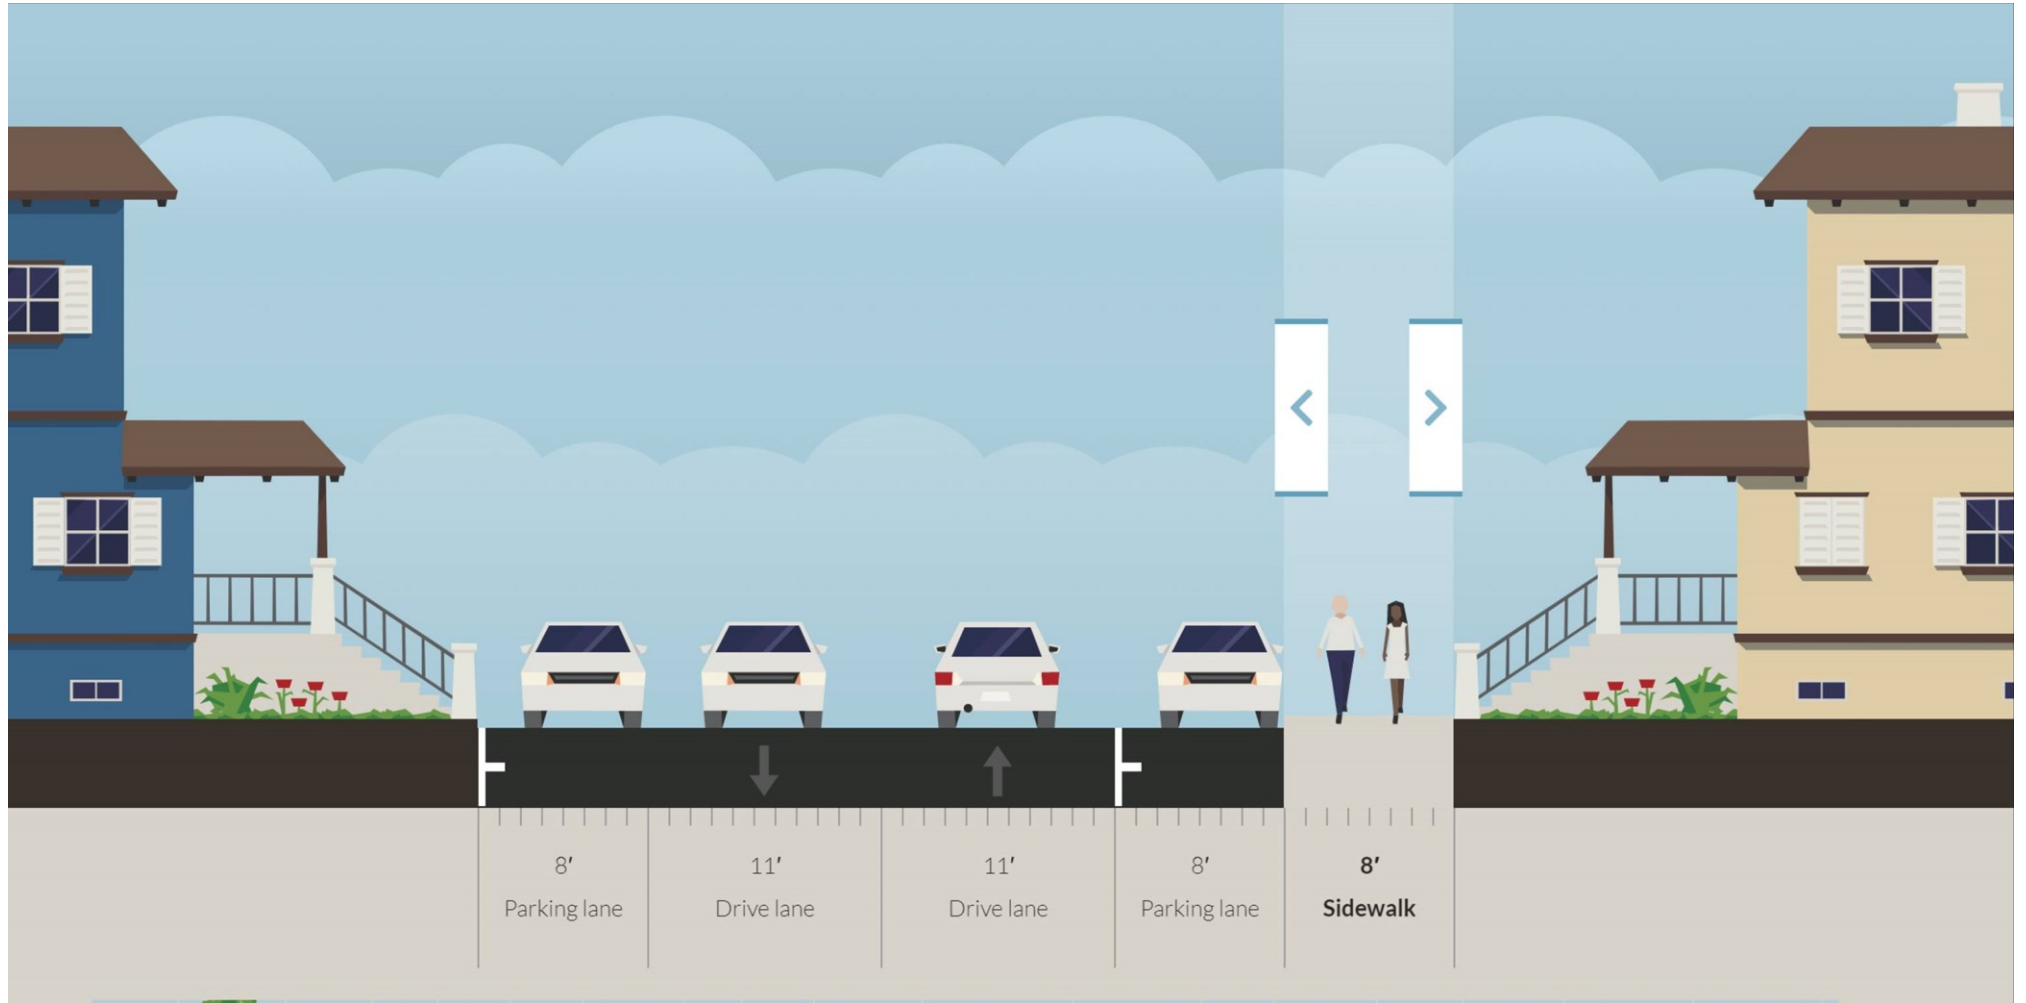 8′
Parking lane
11′
Drive lane
11′
Drive lane
8′
Parking lane
8′
Sidewalk